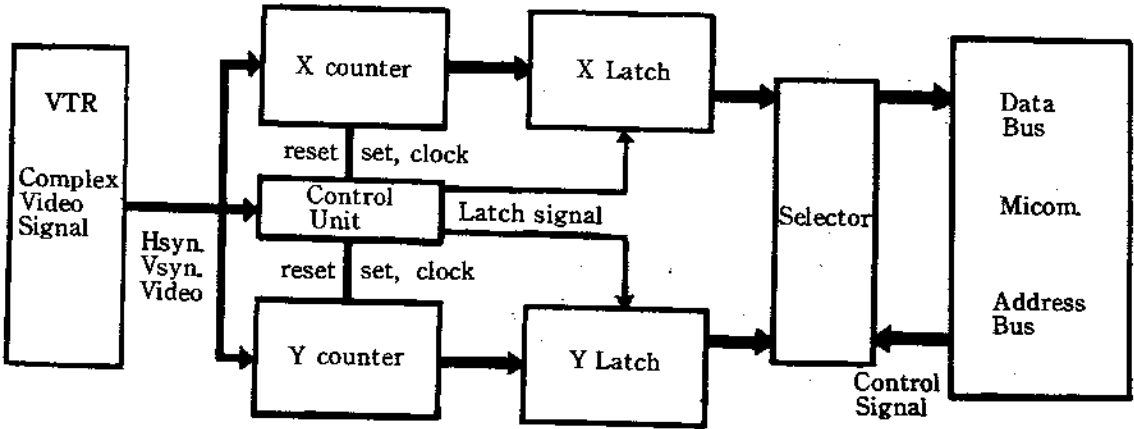 VTR
Complex
Video
Signal
Hsyn.
Vsyn.
Video
X counter
reset set, clock
Control
Unit
reset set, clock
Y counter
X Latch
Latch signal
Y Latch
Selector
Data
Bus
Micom.
Address
Bus
Control
Signal